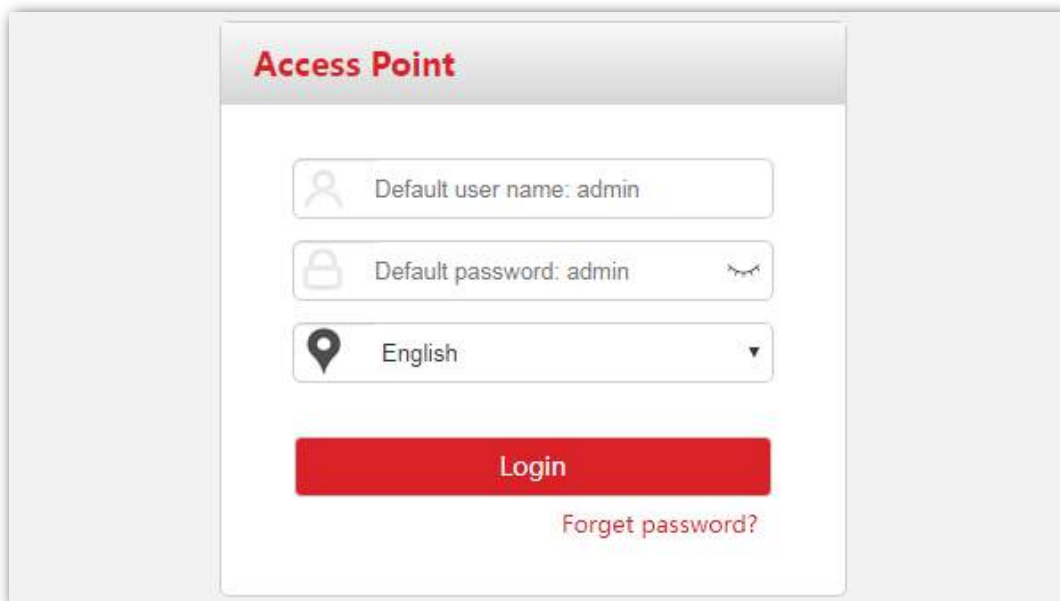 Access Point
Default user name: admin
Default password: admin
English
Login
Forget password?